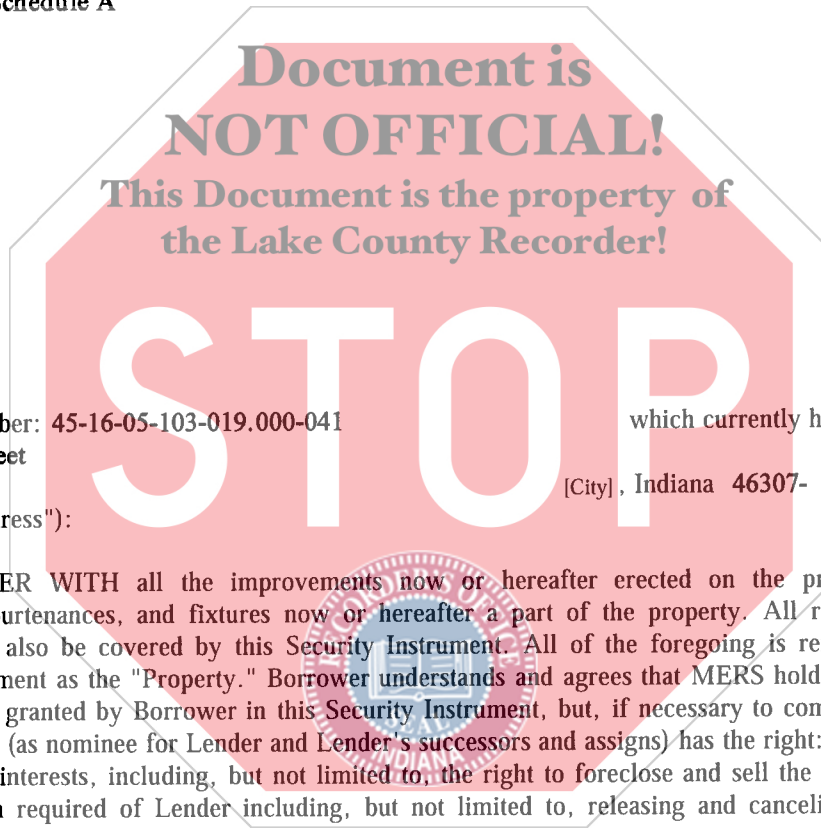 Schedule A
Document is
NOT OFFICIAL!
This Document is the property of
the Lake County Recorder!
STOP
ber: 45-16-05-103-019.000-041 which currently h
eet
[City], Indiana 46307-
ress"):
ER WITH all the improvements now or hereafter erected on the pr
urtenances, and fixtures now or hereafter a part of the property. All r
also be covered by this Security Instrument. All of the foregoing is re
ment as the "Property." Borrower understands and agrees that MERS hold
granted by Borrower in this Security Instrument, but, if necessary to com
(as nominee for Lender and Lender's successors and assigns) has the right:
interests, including, but not limited to, the right to foreclose and sell the
required of Lender including, but not limited to, releasing and canceli
RECORDER'S OFFICE
SEAL
INDIANA